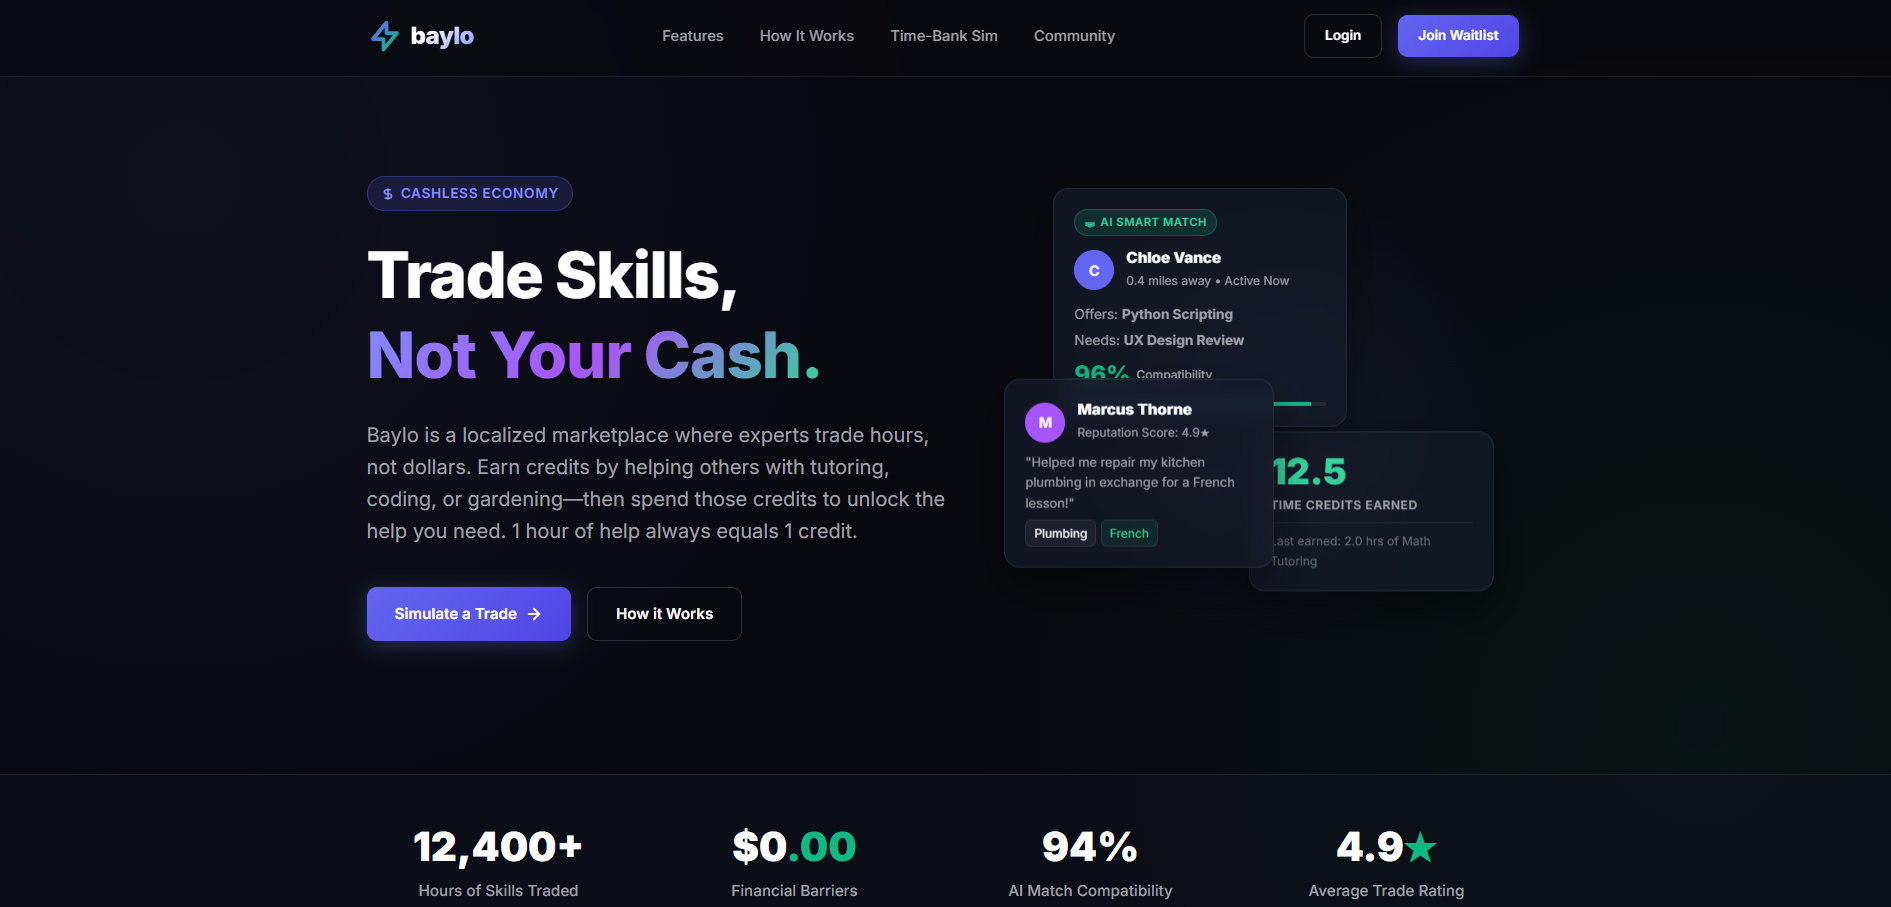 baylo
Features
How It Works
Time-Bank Sim
Community
Login
Join Waitlist
$ CASHLESS ECONOMY
Trade Skills,
Not Your Cash.
Baylo is a localized marketplace where experts trade hours,
not dollars. Earn credits by helping others with tutoring,
coding, or gardening—then spend those credits to unlock the
help you need. 1 hour of help always equals 1 credit.
Simulate a Trade →
How it Works
AI SMART MATCH
C
Chloe Vance
0.4 miles away • Active Now
Offers: Python Scripting
Needs: UX Design Review
96% Compatibility
M
Marcus Thorne
Reputation Score: 4.9★
"Helped me repair my kitchen
plumbing in exchange for a French
lesson!"
Plumbing
French
12.5
TIME CREDITS EARNED
Last earned: 2.0 hrs of Math
Tutoring
12,400+
Hours of Skills Traded
$0.00
Financial Barriers
94%
AI Match Compatibility
4.9★
Average Trade Rating